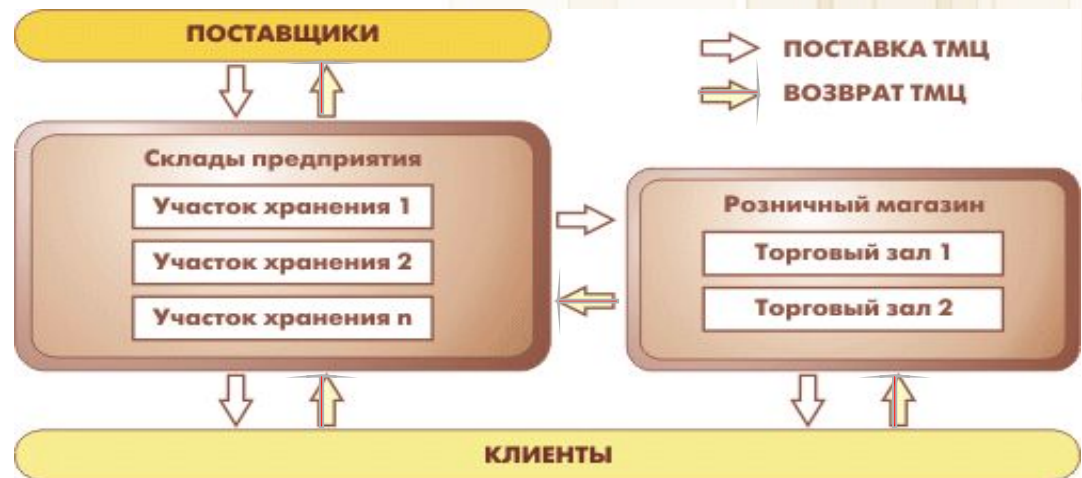 ПОСТАВЩИКИ
ПОСТАВКА ТМЦ
ВОЗВРАТ ТМЦ
Склады предприятия
Участок хранения 1
Участок хранения 2
Участок хранения n
Розничный магазин
Торговый зал 1
Торговый зал 2
КЛИЕНТЫ